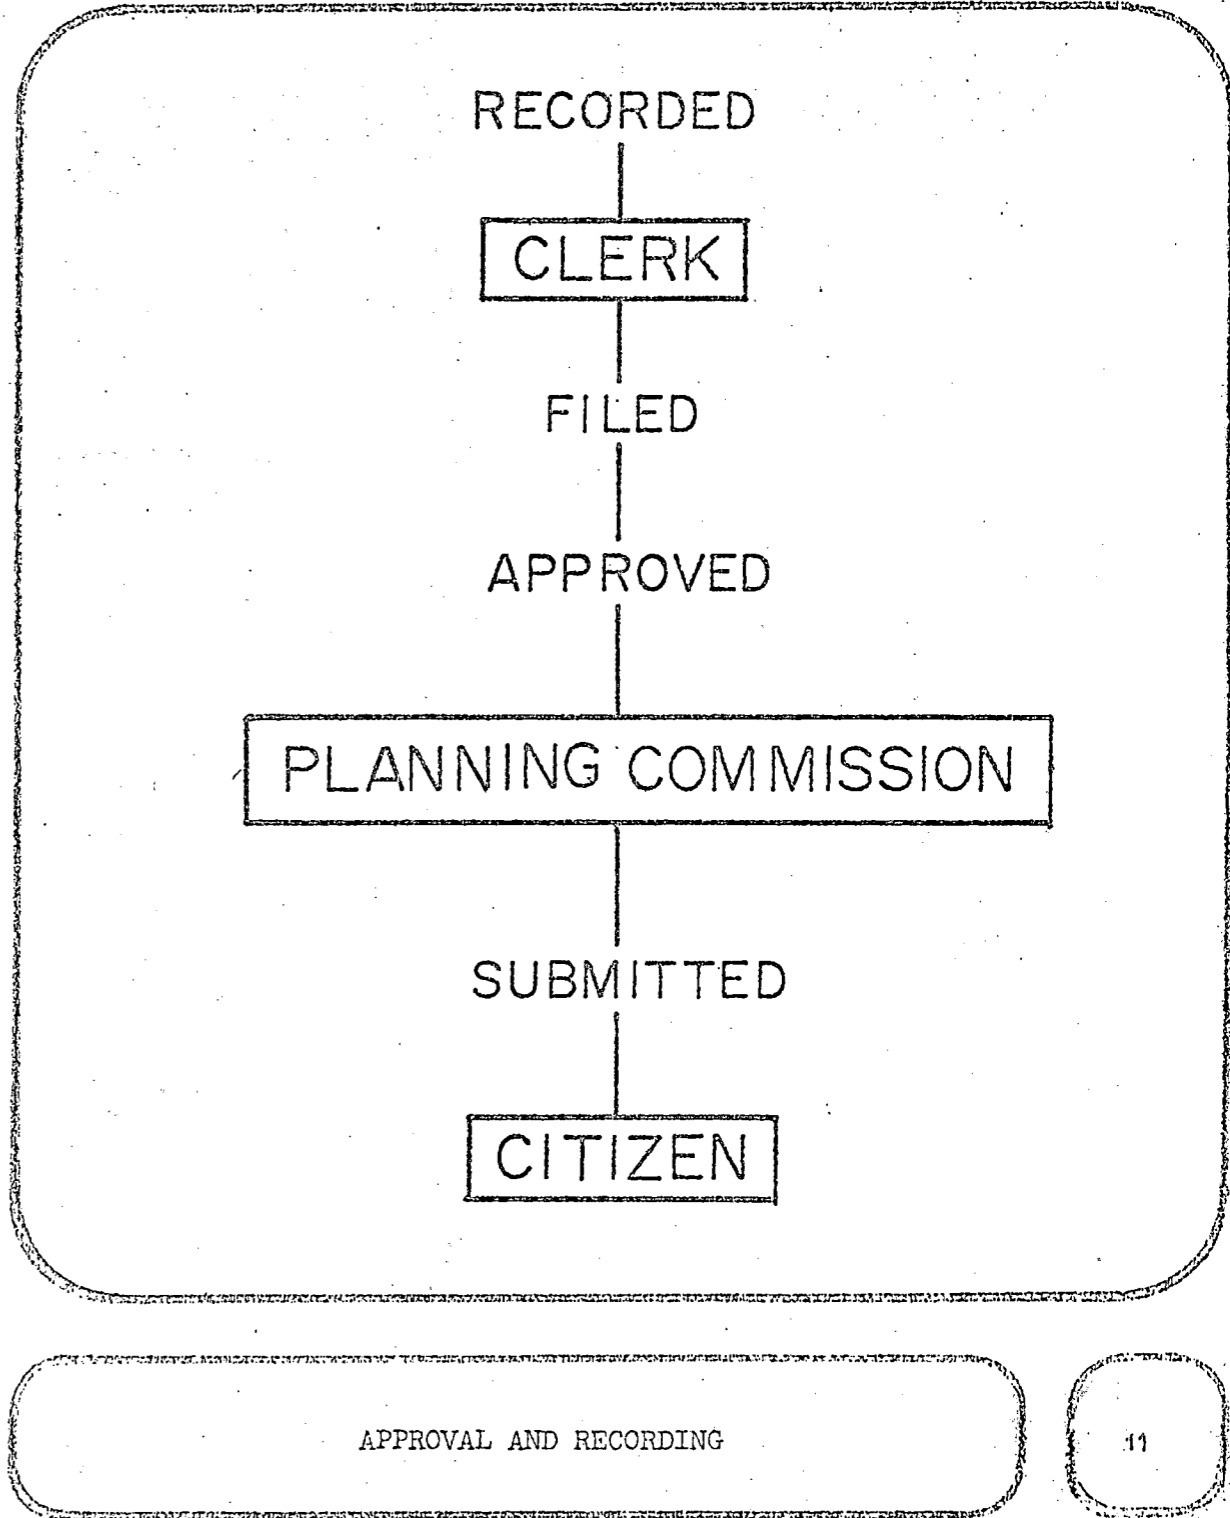 RECORDED
CLERK
FILED
APPROVED
PLANNING COMMISSION
SUBMITTED
CITIZEN
APPROVAL AND RECORDING
11